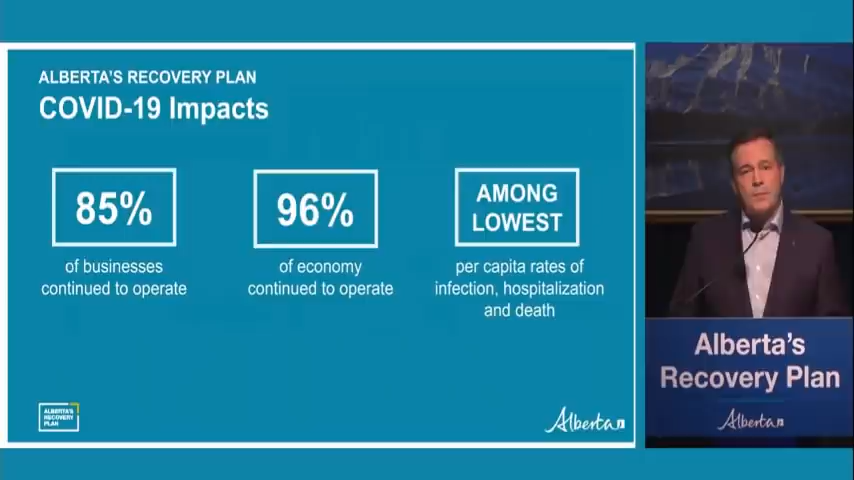 ALBERTA'S RECOVERY PLAN
COVID-19 Impacts
85%
of businesses
continued to operate
96%
of economy
continued to operate
AMONG
LOWEST
per capita rates of
infection, hospitalization
and death
ALBERTA'S
RECOVERY
PLAN
Alberta
Alberta's
Recovery Plan
Alberta